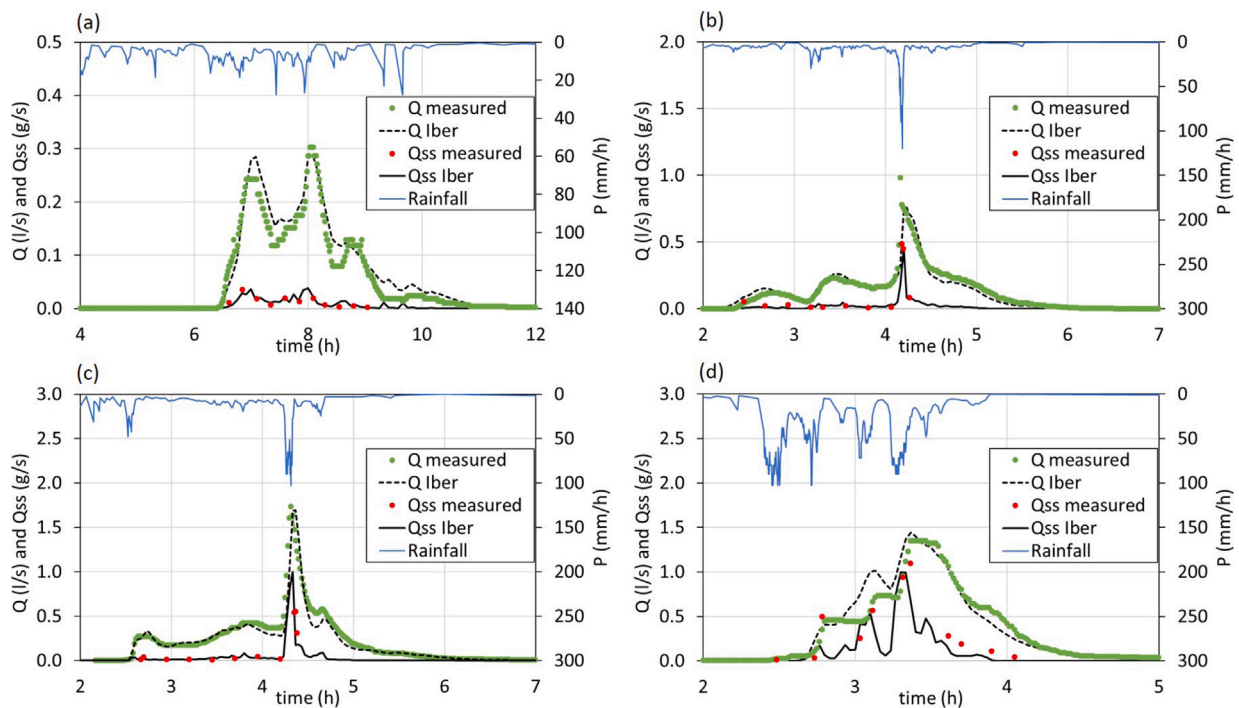 (a)
0.5
0.4
0.3
0.2
0.1
0.0
Q (l/s) and Qss (g/s)
0
20
40
60
80
100
120
140
P (mm/h)
Q measured
Q Iber
Qss measured
Qss Iber
Rainfall
4 6 8 10 12
time (h)
(b)
2.0
1.5
1.0
0.5
0.0
Q (l/s) and Qss (g/s)
0
50
100
150
200
250
300
P (mm/h)
Q measured
Q Iber
Qss measured
Qss Iber
Rainfall
2 3 4 5 6 7
time (h)
(c)
3.0
2.5
2.0
1.5
1.0
0.5
0.0
Q (l/s) and Qss (g/s)
0
50
100
150
200
250
300
P (mm/h)
Q measured
Q Iber
Qss measured
Qss Iber
Rainfall
2 3 4 5 6 7
time (h)
(d)
3.0
2.5
2.0
1.5
1.0
0.5
0.0
Q (l/s) and Qss (g/s)
0
50
100
150
200
250
300
P (mm/h)
Q measured
Q Iber
Qss measured
Qss Iber
Rainfall
2 3 4 5
time (h)